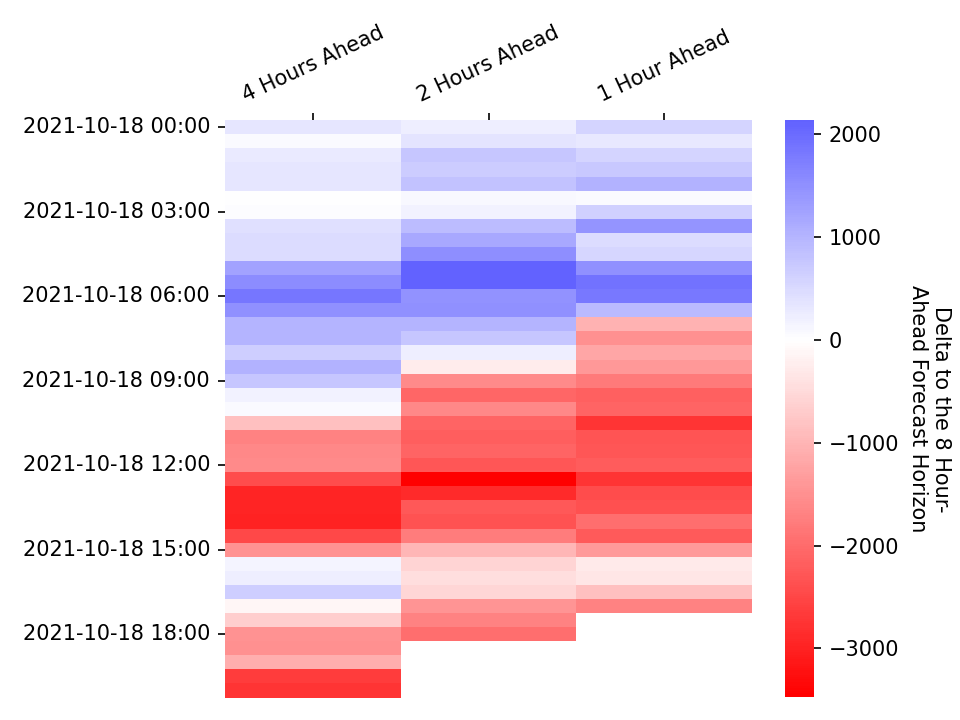 4 Hours Ahead
2 Hours Ahead
1 Hour Ahead
2021-10-18 00:00
2021-10-18 03:00
2021-10-18 06:00
2021-10-18 09:00
2021-10-18 12:00
2021-10-18 15:00
2021-10-18 18:00
2000
1000
0
−1000
−2000
−3000
Delta to the 8 Hour-
Ahead Forecast Horizon